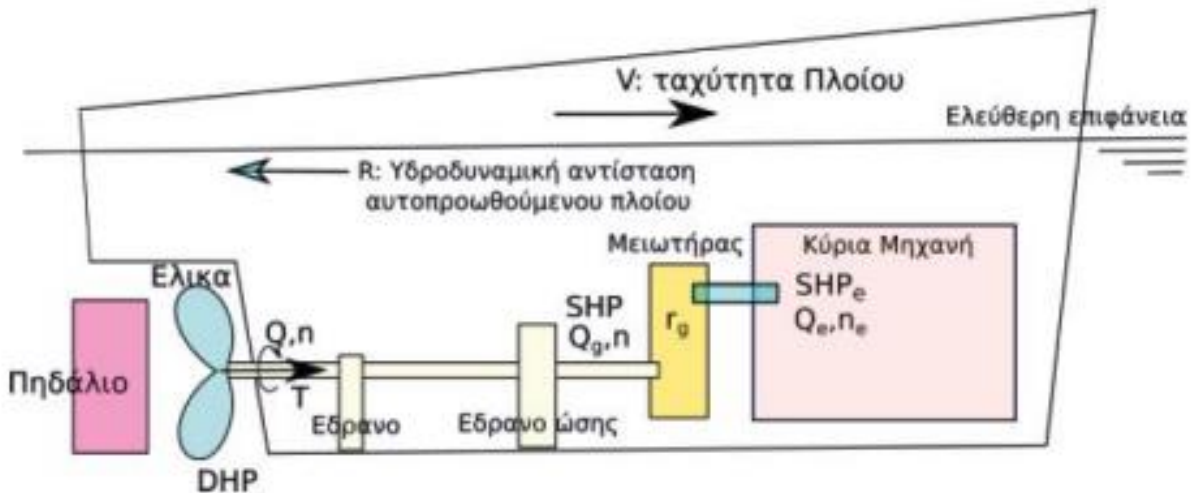 V: ταχύτητα Πλοίου
Ελεύθερη επιφάνεια
R: Υδροδυναμική αντίσταση
αυτοπροωθούμενου πλοίου
Μειωτήρας
Κύρια Μηχανή
Ελικα
SHP
SHPe
Q,n
Qg,n
rg
Qe,ne
Πηδάλιο
T
Εδρανο
Εδρανο ώσης
DHP